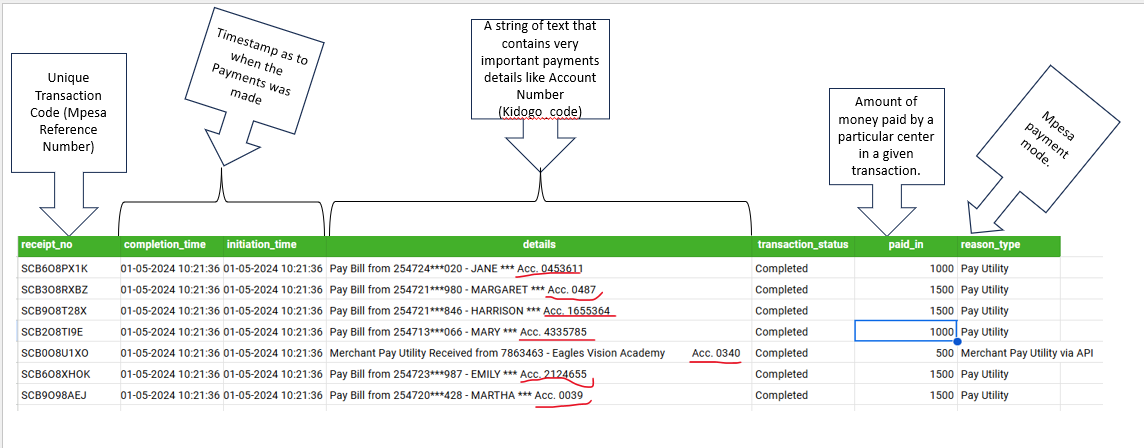 Unique
Transaction
Code (Mpesa
Reference
Number)
Timestamp as to
when the
Payments was
made
A string of text that
contains very
important payments
details like Account
Number
(Kidogo_code)
Amount of
money paid by a
particular center
in a given
transaction.
Mpesa
payment
mode.
receipt_no completion_time initiation_time details transaction_status paid_in reason_type
SCB6O8PX1K 01-05-2024 10:21:36 01-05-2024 10:21:36 Pay Bill from 254724***020 - JANE *** Acc. 0453611 Completed 1000 Pay Utility
SCB3O8RXBZ 01-05-2024 10:21:36 01-05-2024 10:21:36 Pay Bill from 254721***980 - MARGARET *** Acc. 0487 Completed 1500 Pay Utility
SCB9O8T28X 01-05-2024 10:21:36 01-05-2024 10:21:36 Pay Bill from 254721***846 - HARRISON *** Acc. 1655364 Completed 1500 Pay Utility
SCB2O8TI9E 01-05-2024 10:21:36 01-05-2024 10:21:36 Pay Bill from 254713***066 - MARY *** Acc. 4335785 Completed 1000 Pay Utility
SCB0O8U1XO 01-05-2024 10:21:36 01-05-2024 10:21:36 Merchant Pay Utility Received from 7863463 - Eagles Vision Academy Acc. 0340 Completed 500 Merchant Pay Utility via API
SCB6O8XHOK 01-05-2024 10:21:36 01-05-2024 10:21:36 Pay Bill from 254723***987 - EMILY *** Acc. 2124655 Completed 1500 Pay Utility
SCB9O98AEJ 01-05-2024 10:21:36 01-05-2024 10:21:36 Pay Bill from 254720***428 - MARTHA *** Acc. 0039 Completed 1500 Pay Utility